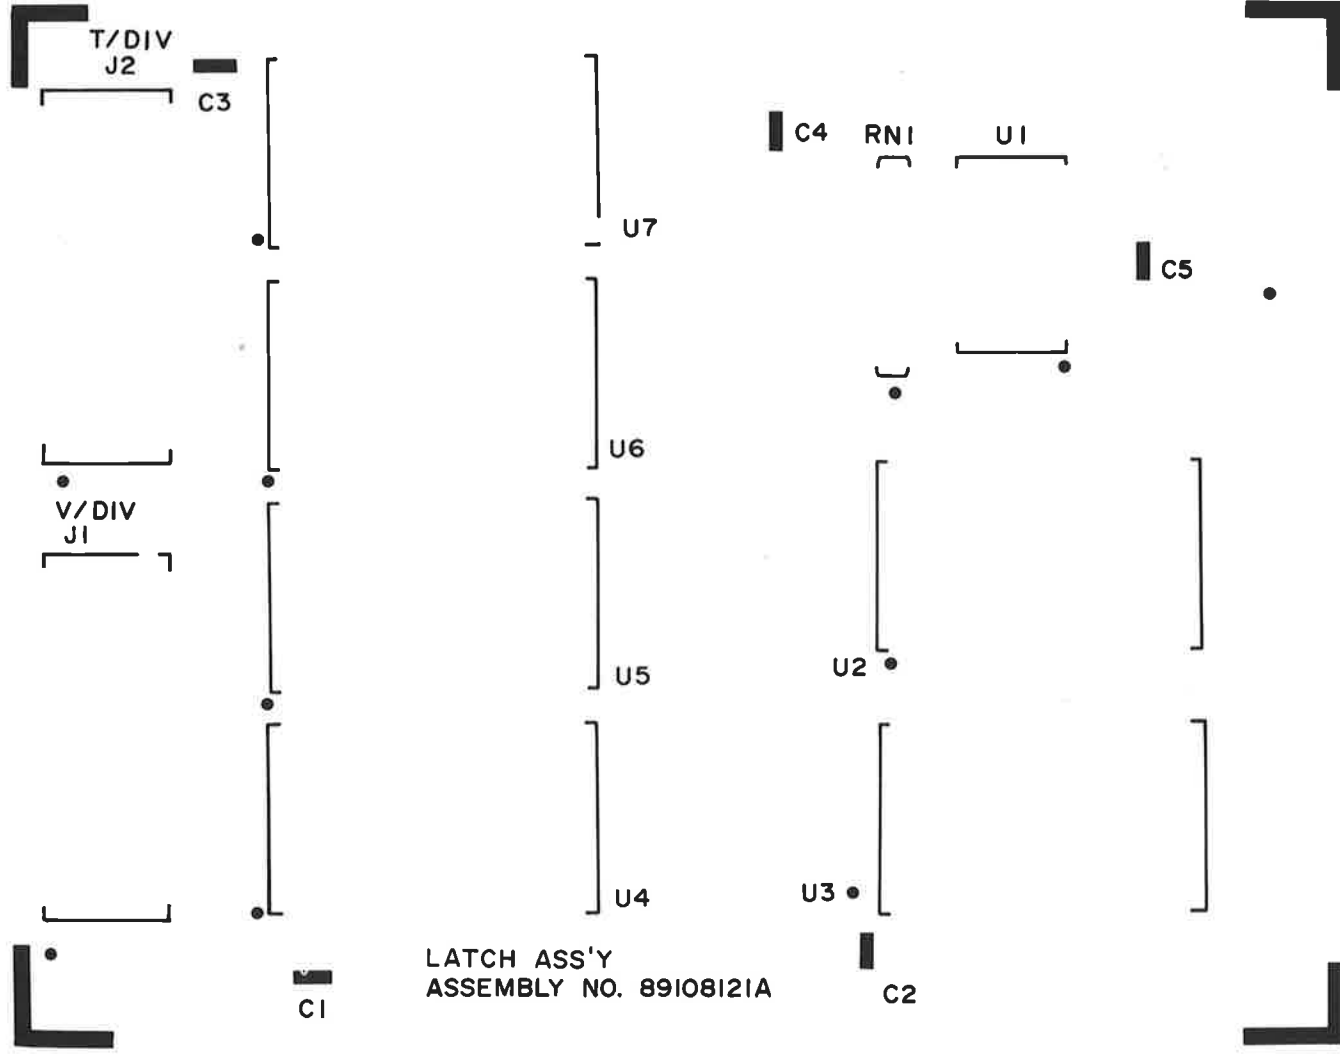 T/DIV
J2
C3
C4
RN1
U1
U7
C5
U6
V/DIV
J1
U2
U5
U3
U4
LATCH ASS'Y
ASSEMBLY NO. 89108121A
C2
C1